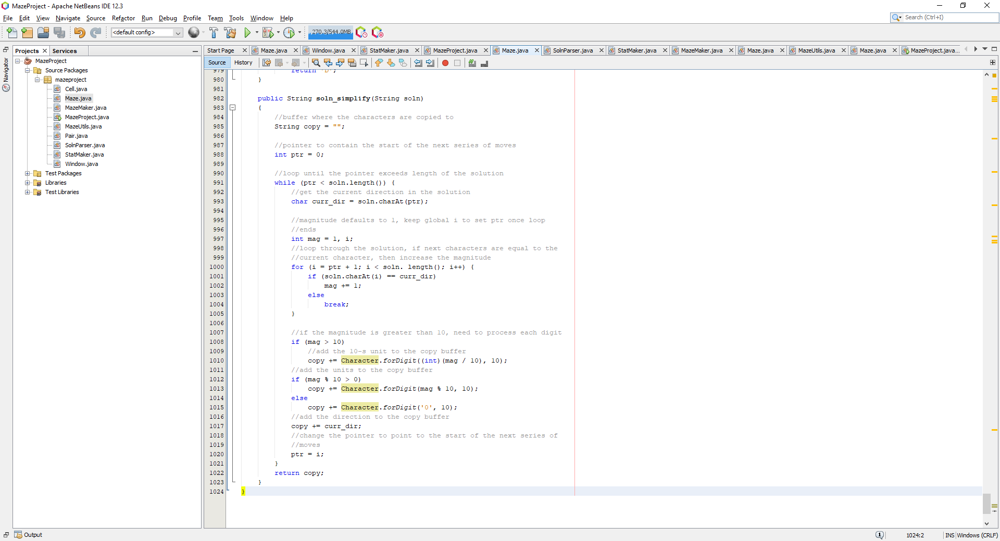 MazeProject - Apache NetBeans IDE 12.3
File Edit View Navigate Source Refactor Run Debug Profile Team Tools Window Help
Search (Ctrl+I)
<default config>
270.3/544.0MB
Projects Services
Start Page Maze.java Window.java StatMaker.java MazeProject.java Maze.java SolnParser.java StatMaker.java MazeMaker.java Maze.java MazeUtils.java Maze.java MazeProject.java...
Source History
Navigator
MazeProject
Source Packages
mazeproject
Cell.java
Maze.java
MazeMaker.java
MazeProject.java
MazeUtils.java
Pair.java
SolnParser.java
StatMaker.java
Window.java
Test Packages
Libraries
Test Libraries
979 return 'D';
980 }
981
982 public String soln_simplify(String soln)
983 {
984 //buffer where the characters are copied to
985 String copy = "";
986
987 //pointer to contain the start of the next series of moves
988 int ptr = 0;
989
990 //loop until the pointer exceeds length of the solution
991 while (ptr < soln.length()) {
992 //get the current direction in the solution
993 char curr_dir = soln.charAt(ptr);
994
995 //magnitude defaults to 1, keep global i to set ptr once loop
996 //ends
997 int mag = 1, i;
998 //loop through the solution, if next characters are equal to the
999 //current character, then increase the magnitude
1000 for (i = ptr + 1; i < soln. length(); i++) {
1001 if (soln.charAt(i) == curr_dir)
1002 mag += 1;
1003 else
1004 break;
1005 }
1006
1007 //if the magnitude is greater than 10, need to process each digit
1008 if (mag > 10)
1009 //add the 10-s unit to the copy buffer
1010 copy += Character.forDigit((int)(mag / 10), 10);
1011 //add the units to the copy buffer
1012 if (mag % 10 > 0)
1013 copy += Character.forDigit(mag % 10, 10);
1014 else
1015 copy += Character.forDigit('0', 10);
1016 //add the direction to the copy buffer
1017 copy += curr_dir;
1018 //change the pointer to point to the start of the next series of
1019 //moves
1020 ptr = i;
1021 }
1022 return copy;
1023 }
1024 }
Output
1 1024:2 INS Windows (CRLF)